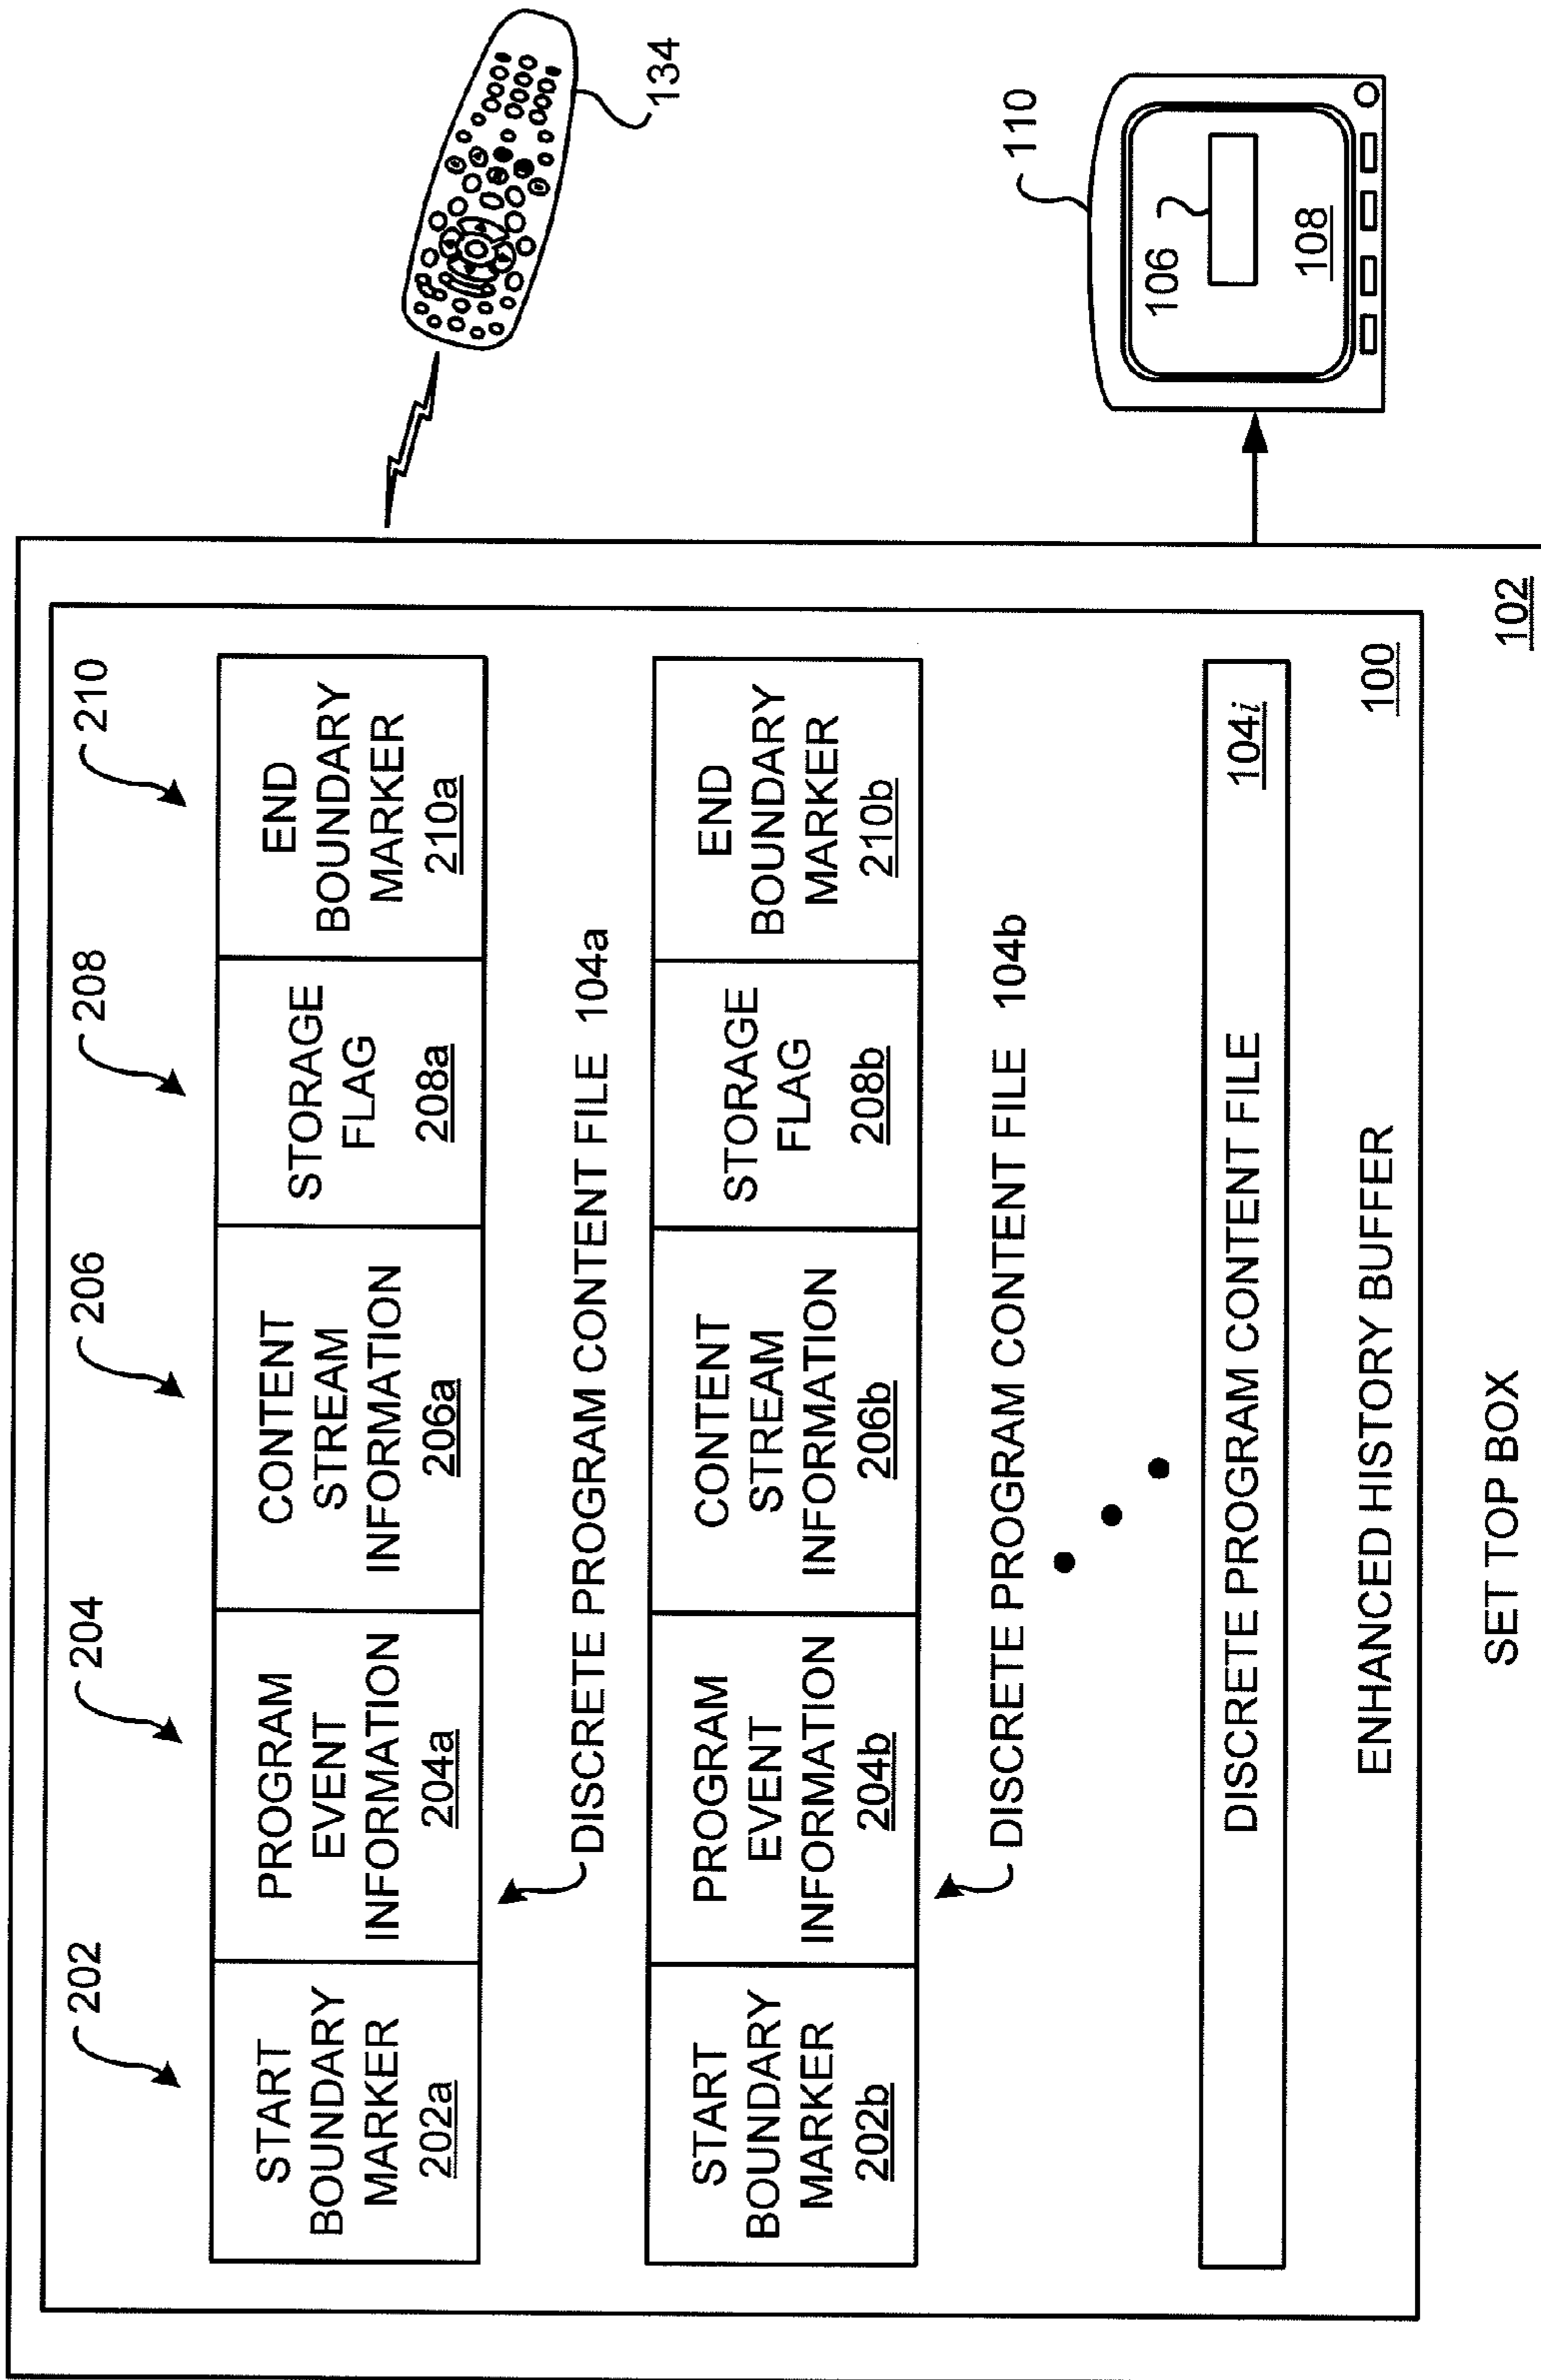 202
204
206
208
210
START
BOUNDARY
MARKER
202a
PROGRAM
EVENT
INFORMATION
204a
CONTENT
STREAM
INFORMATION
206a
STORAGE
FLAG
208a
END
BOUNDARY
MARKER
210a
DISCRETE PROGRAM CONTENT FILE 104a
START
BOUNDARY
MARKER
202b
PROGRAM
EVENT
INFORMATION
204b
CONTENT
STREAM
INFORMATION
206b
STORAGE
FLAG
208b
END
BOUNDARY
MARKER
210b
DISCRETE PROGRAM CONTENT FILE 104b
DISCRETE PROGRAM CONTENT FILE 104i
ENHANCED HISTORY BUFFER 100
SET TOP BOX 102
134
110
106
108